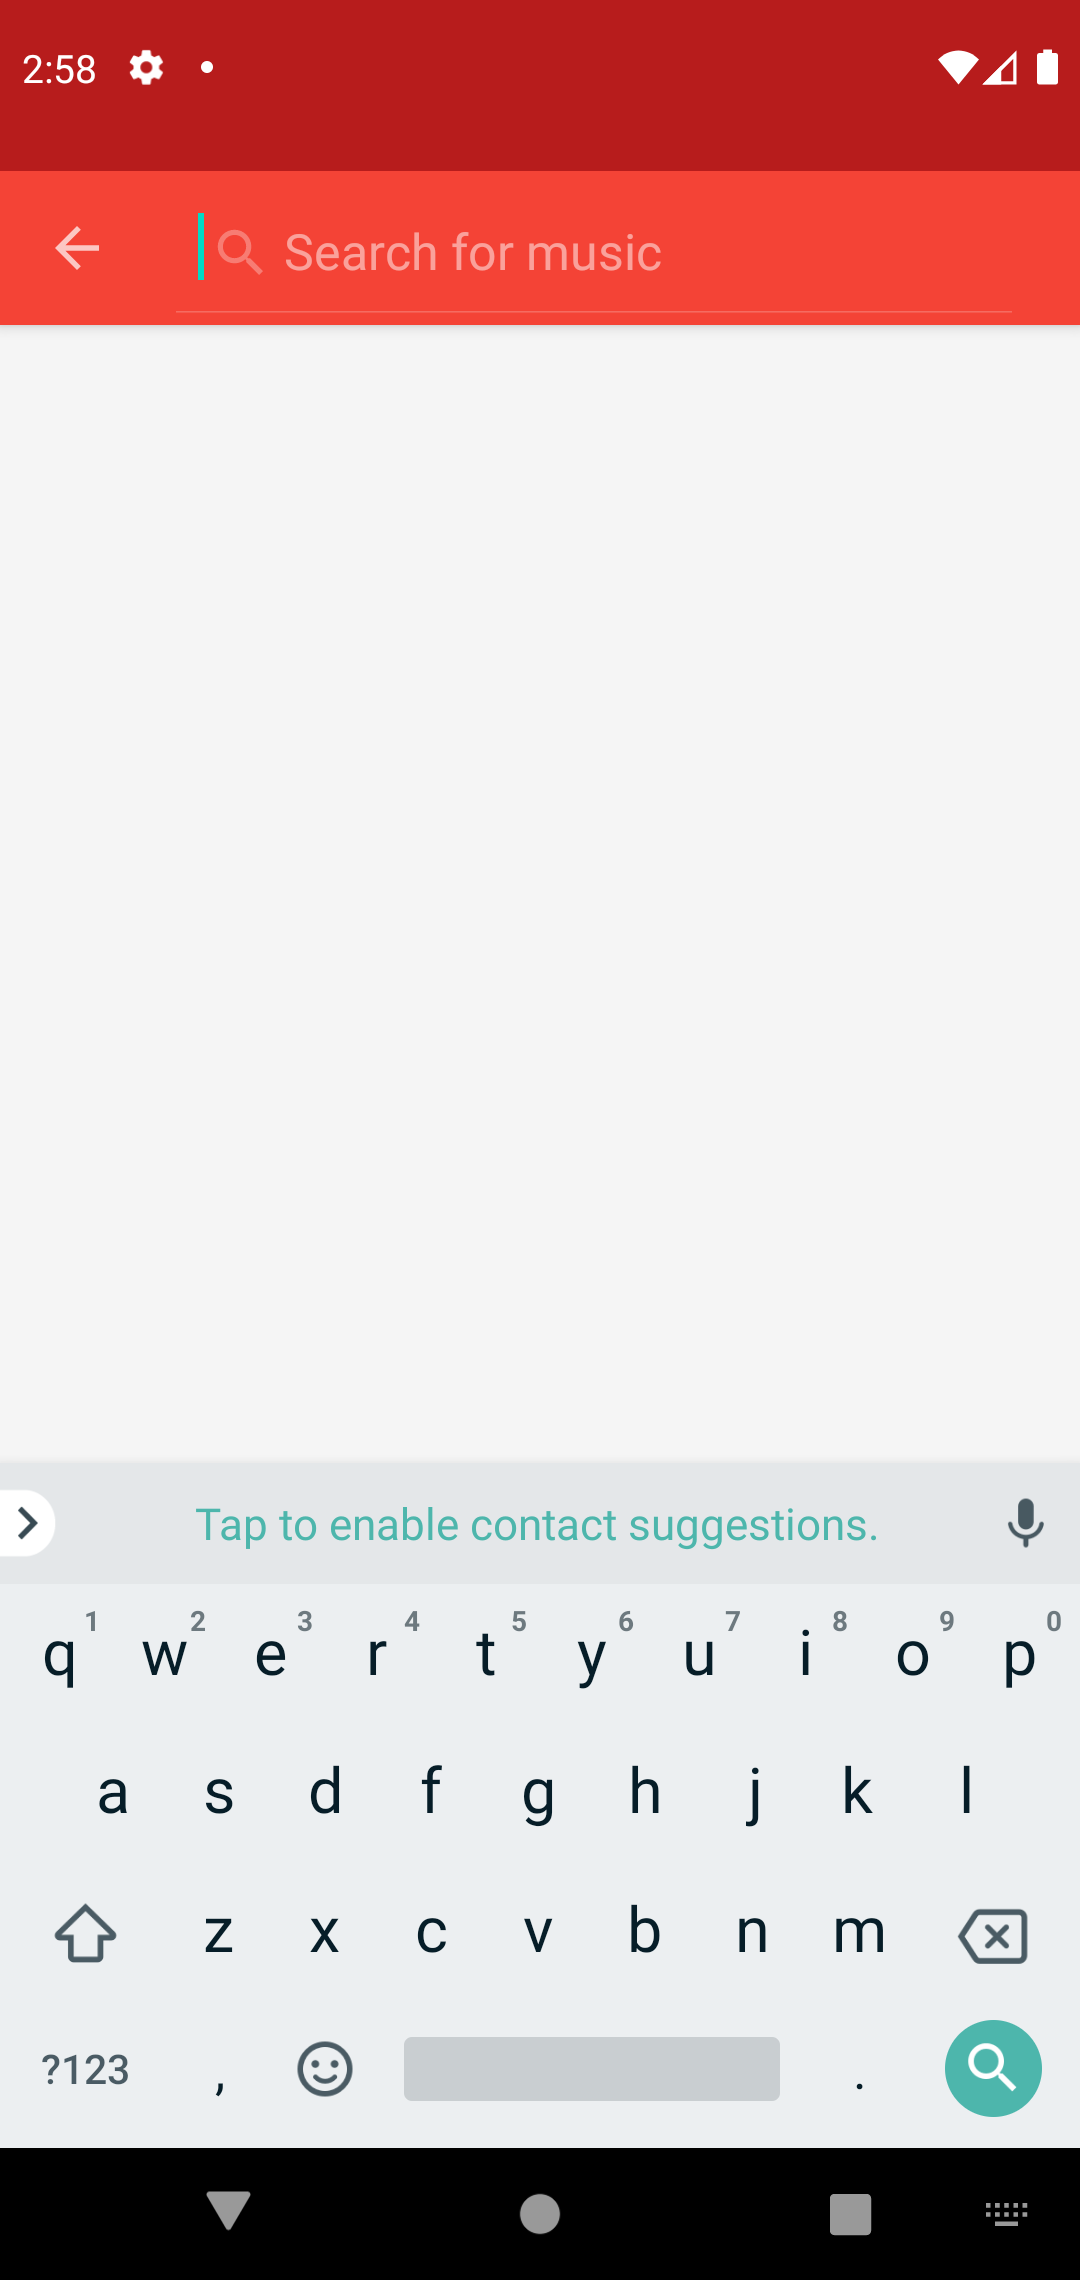 2:58
Search for music
Tap to enable contact suggestions.
q 1 w 2 e 3 r 4 t 5 y 6 u 7 i 8 o 9 p 0
a s d f g h j k l
z x c v b n m
?123 , .